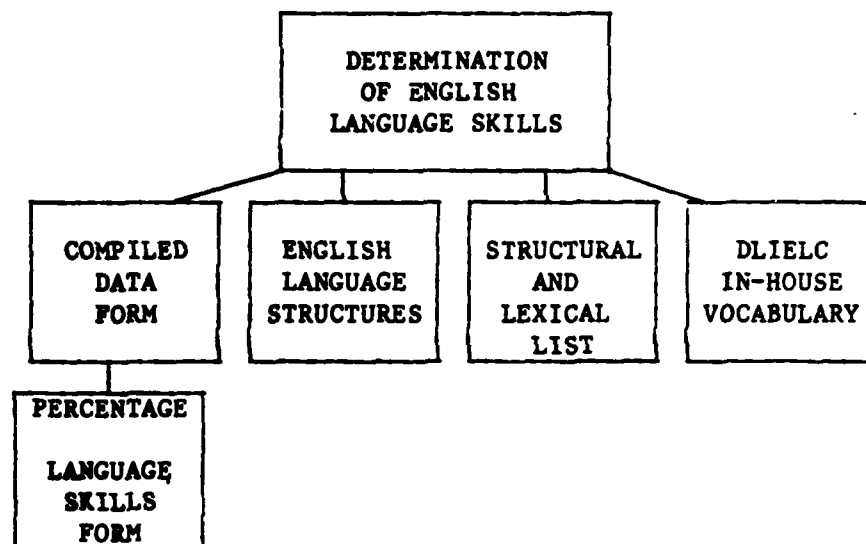 DETERMINATION
OF ENGLISH
LANGUAGE SKILLS
COMPILED
DATA
FORM
ENGLISH
LANGUAGE
STRUCTURES
STRUCTURAL
AND
LEXICAL
LIST
DLIELC
IN-HOUSE
VOCABULARY
PERCENTAGE
LANGUAGE
SKILLS
FORM